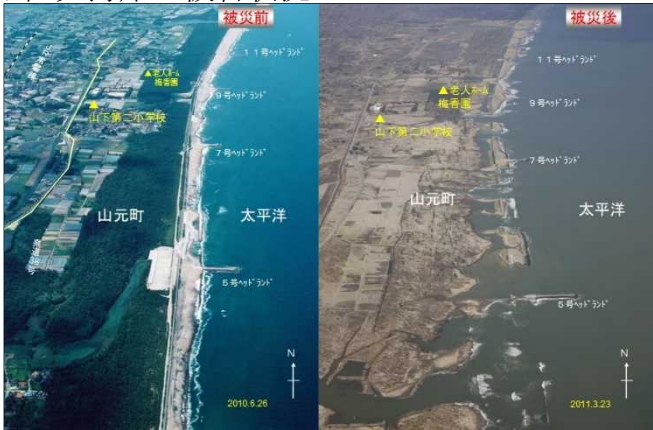 被災前
11号ヘッドランド
▲老人ホーム
梅香園
9号ヘッドランド
▲
山下第二小学校
7号ヘッドランド
山元町
太平洋
5号ヘッドランド
N
2010.6.26
被災後
11号ヘッドランド
▲老人ホーム
梅香園
9号ヘッドランド
▲
山下第二小学校
7号ヘッドランド
山元町
太平洋
5号ヘッドランド
N
2011.3.23